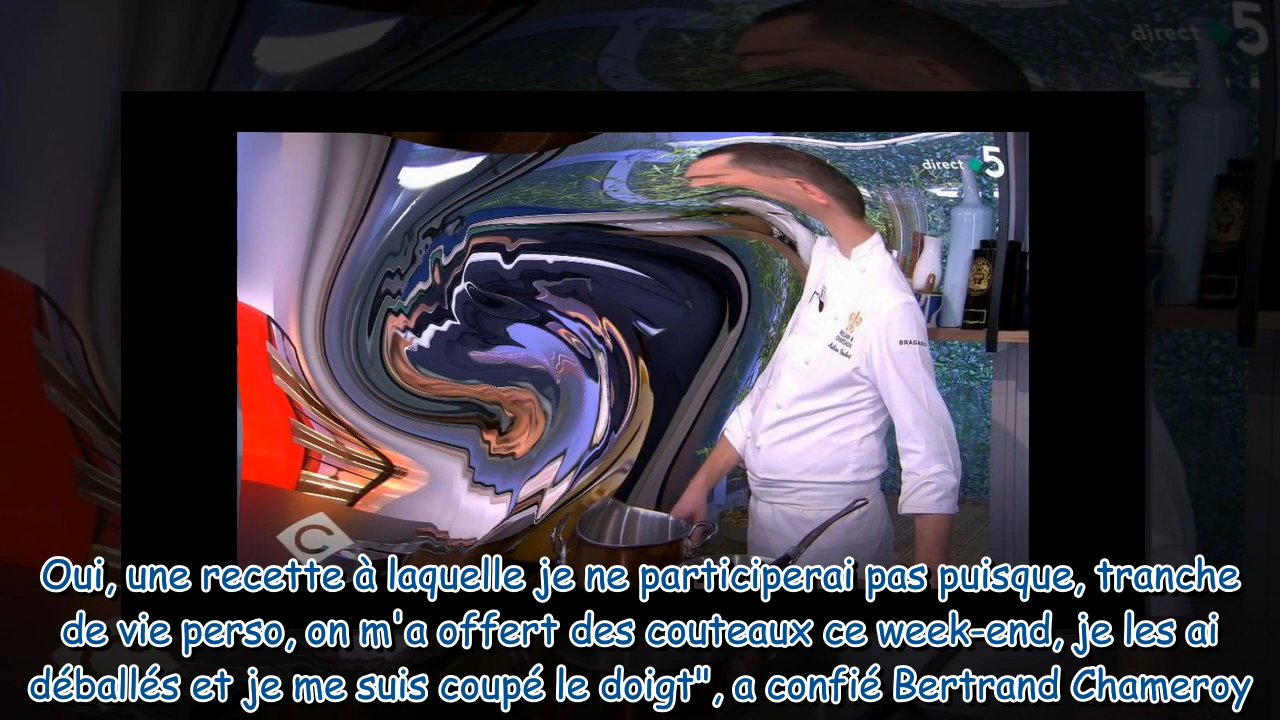 direct 5
direct 5
RELAIS &
CHATEAUX
BRAGARD
C
Oui, une recette à laquelle je ne participerai pas puisque, tranche
de vie perso, on m'a offert des couteaux ce week-end, je les ai
déballés et je me suis coupé le doigt", a confié Bertrand Chameroy